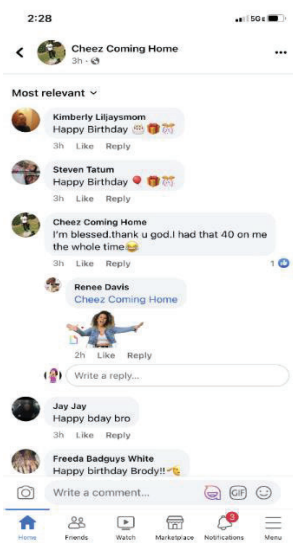 2:28
5G
Cheez Coming Home
3h
Most relevant
Kimberly Liljaysmom
Happy Birthday 🎂🎁🎊
3h Like Reply
Steven Tatum
Happy Birthday 🎈🎁🎊
3h Like Reply
Cheez Coming Home
I'm blessed.thank u god.I had that 40 on me
the whole time😂
3h Like Reply 1
Renee Davis
Cheez Coming Home
2h Like Reply
Write a reply...
Jay Jay
Happy bday bro
3h Like Reply
Freeda Badguys White
Happy birthday Brody!!
Write a comment... GIF
3
Home Friends Watch Marketplace Notifications Menu